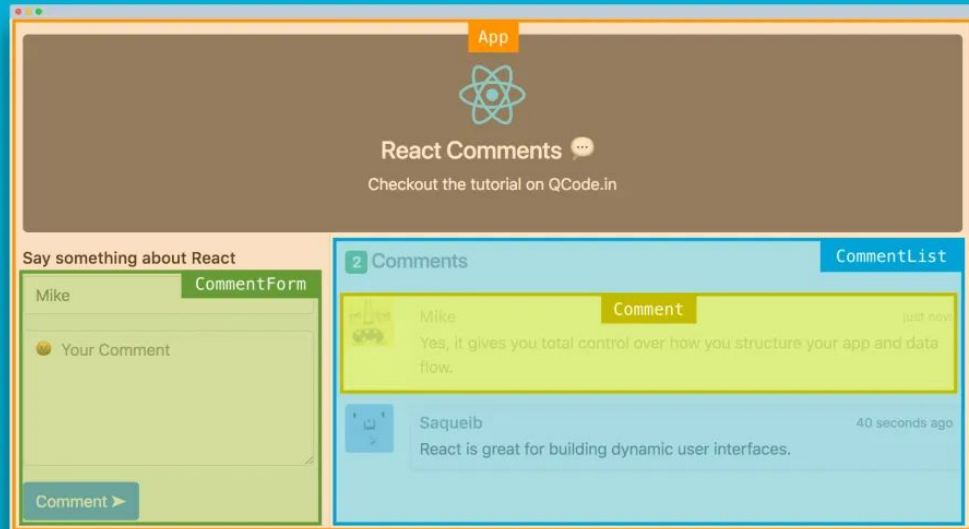 App
React Comments 💬
Checkout the tutorial on QCode.in
Say something about React
CommentForm
Mike
😀 Your Comment
Comment ➤
2 Comments
CommentList
Comment
Mike
just now
Yes, it gives you total control over how you structure your app and data
flow.
Saqueib
40 seconds ago
React is great for building dynamic user interfaces.